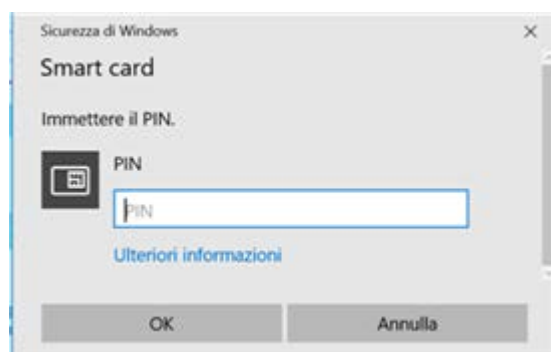 Sicurezza di Windows
Smart card
Immettere il PIN.
PIN
PIN
Ulteriori informazioni
OK
Annulla